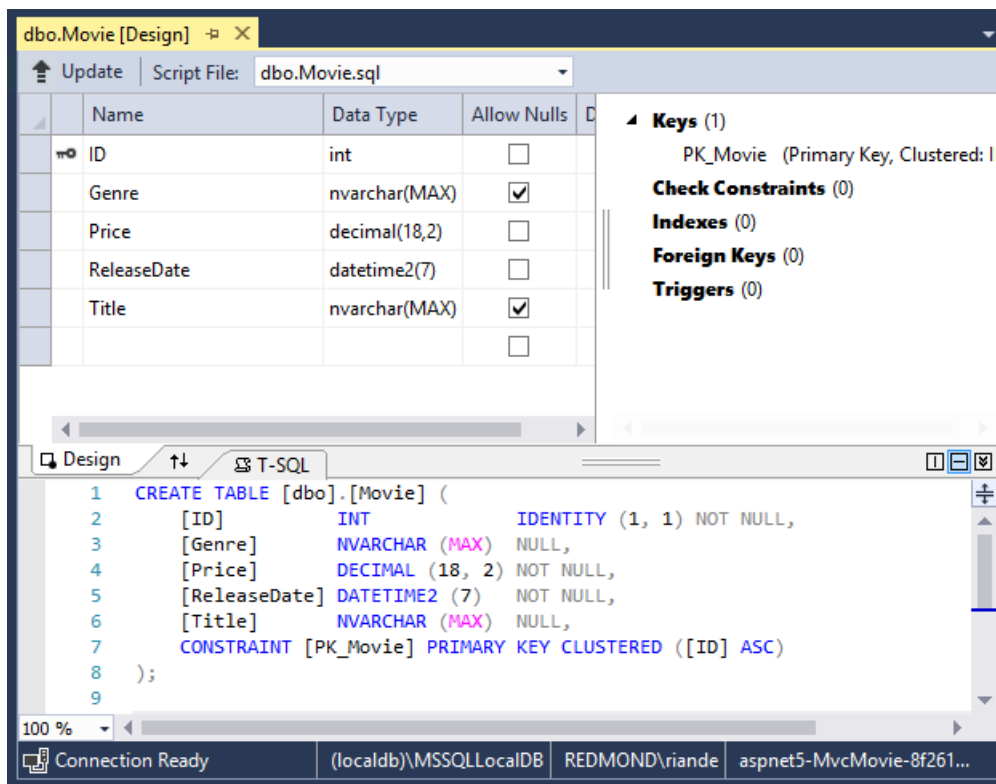 dbo.Movie [Design]
Update Script File: dbo.Movie.sql
Name Data Type Allow Nulls D
ID int
Genre nvarchar(MAX)
Price decimal(18,2)
ReleaseDate datetime2(7)
Title nvarchar(MAX)
Keys (1)
PK_Movie (Primary Key, Clustered: I
Check Constraints (0)
Indexes (0)
Foreign Keys (0)
Triggers (0)
Design T-SQL
1 CREATE TABLE [dbo].[Movie] (
2 [ID] INT IDENTITY (1, 1) NOT NULL,
3 [Genre] NVARCHAR (MAX) NULL,
4 [Price] DECIMAL (18, 2) NOT NULL,
5 [ReleaseDate] DATETIME2 (7) NOT NULL,
6 [Title] NVARCHAR (MAX) NULL,
7 CONSTRAINT [PK_Movie] PRIMARY KEY CLUSTERED ([ID] ASC)
8 );
9
100 %
Connection Ready (localdb)\MSSQLLocalDB REDMOND\riande aspnet5-MvcMovie-8f261...